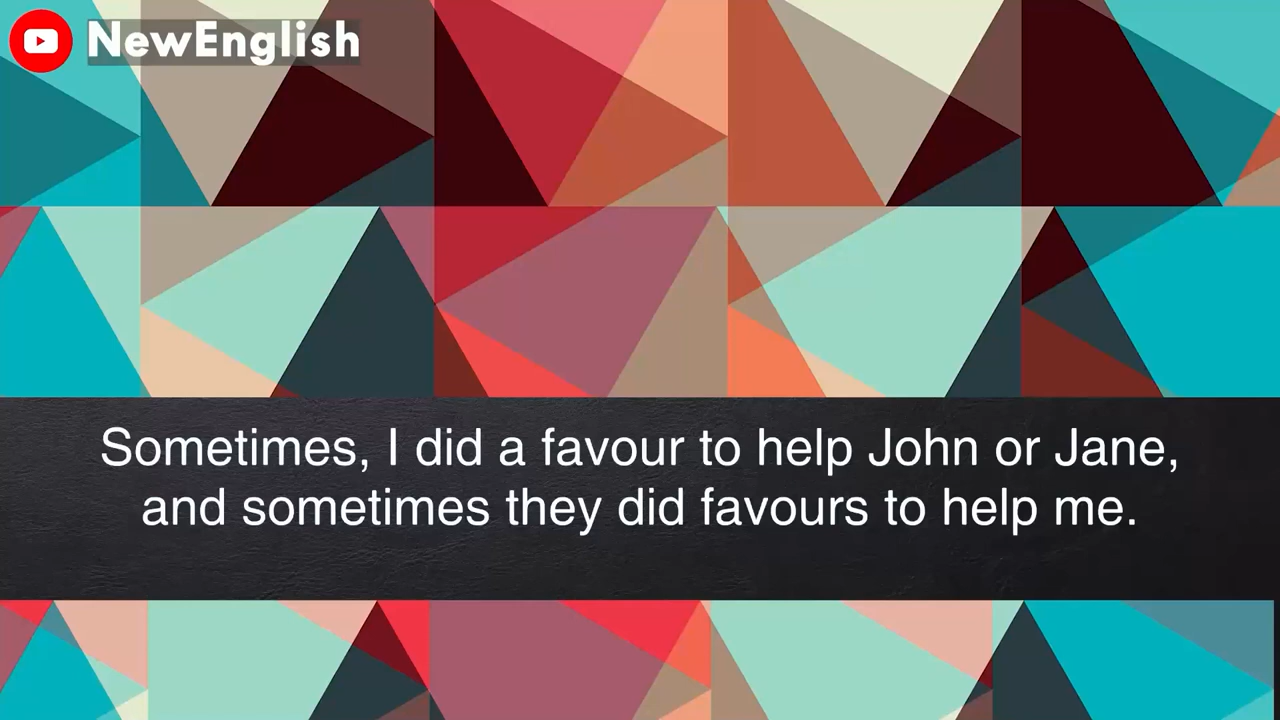 NewEnglish
Sometimes, I did a favour to help John or Jane,
and sometimes they did favours to help me.